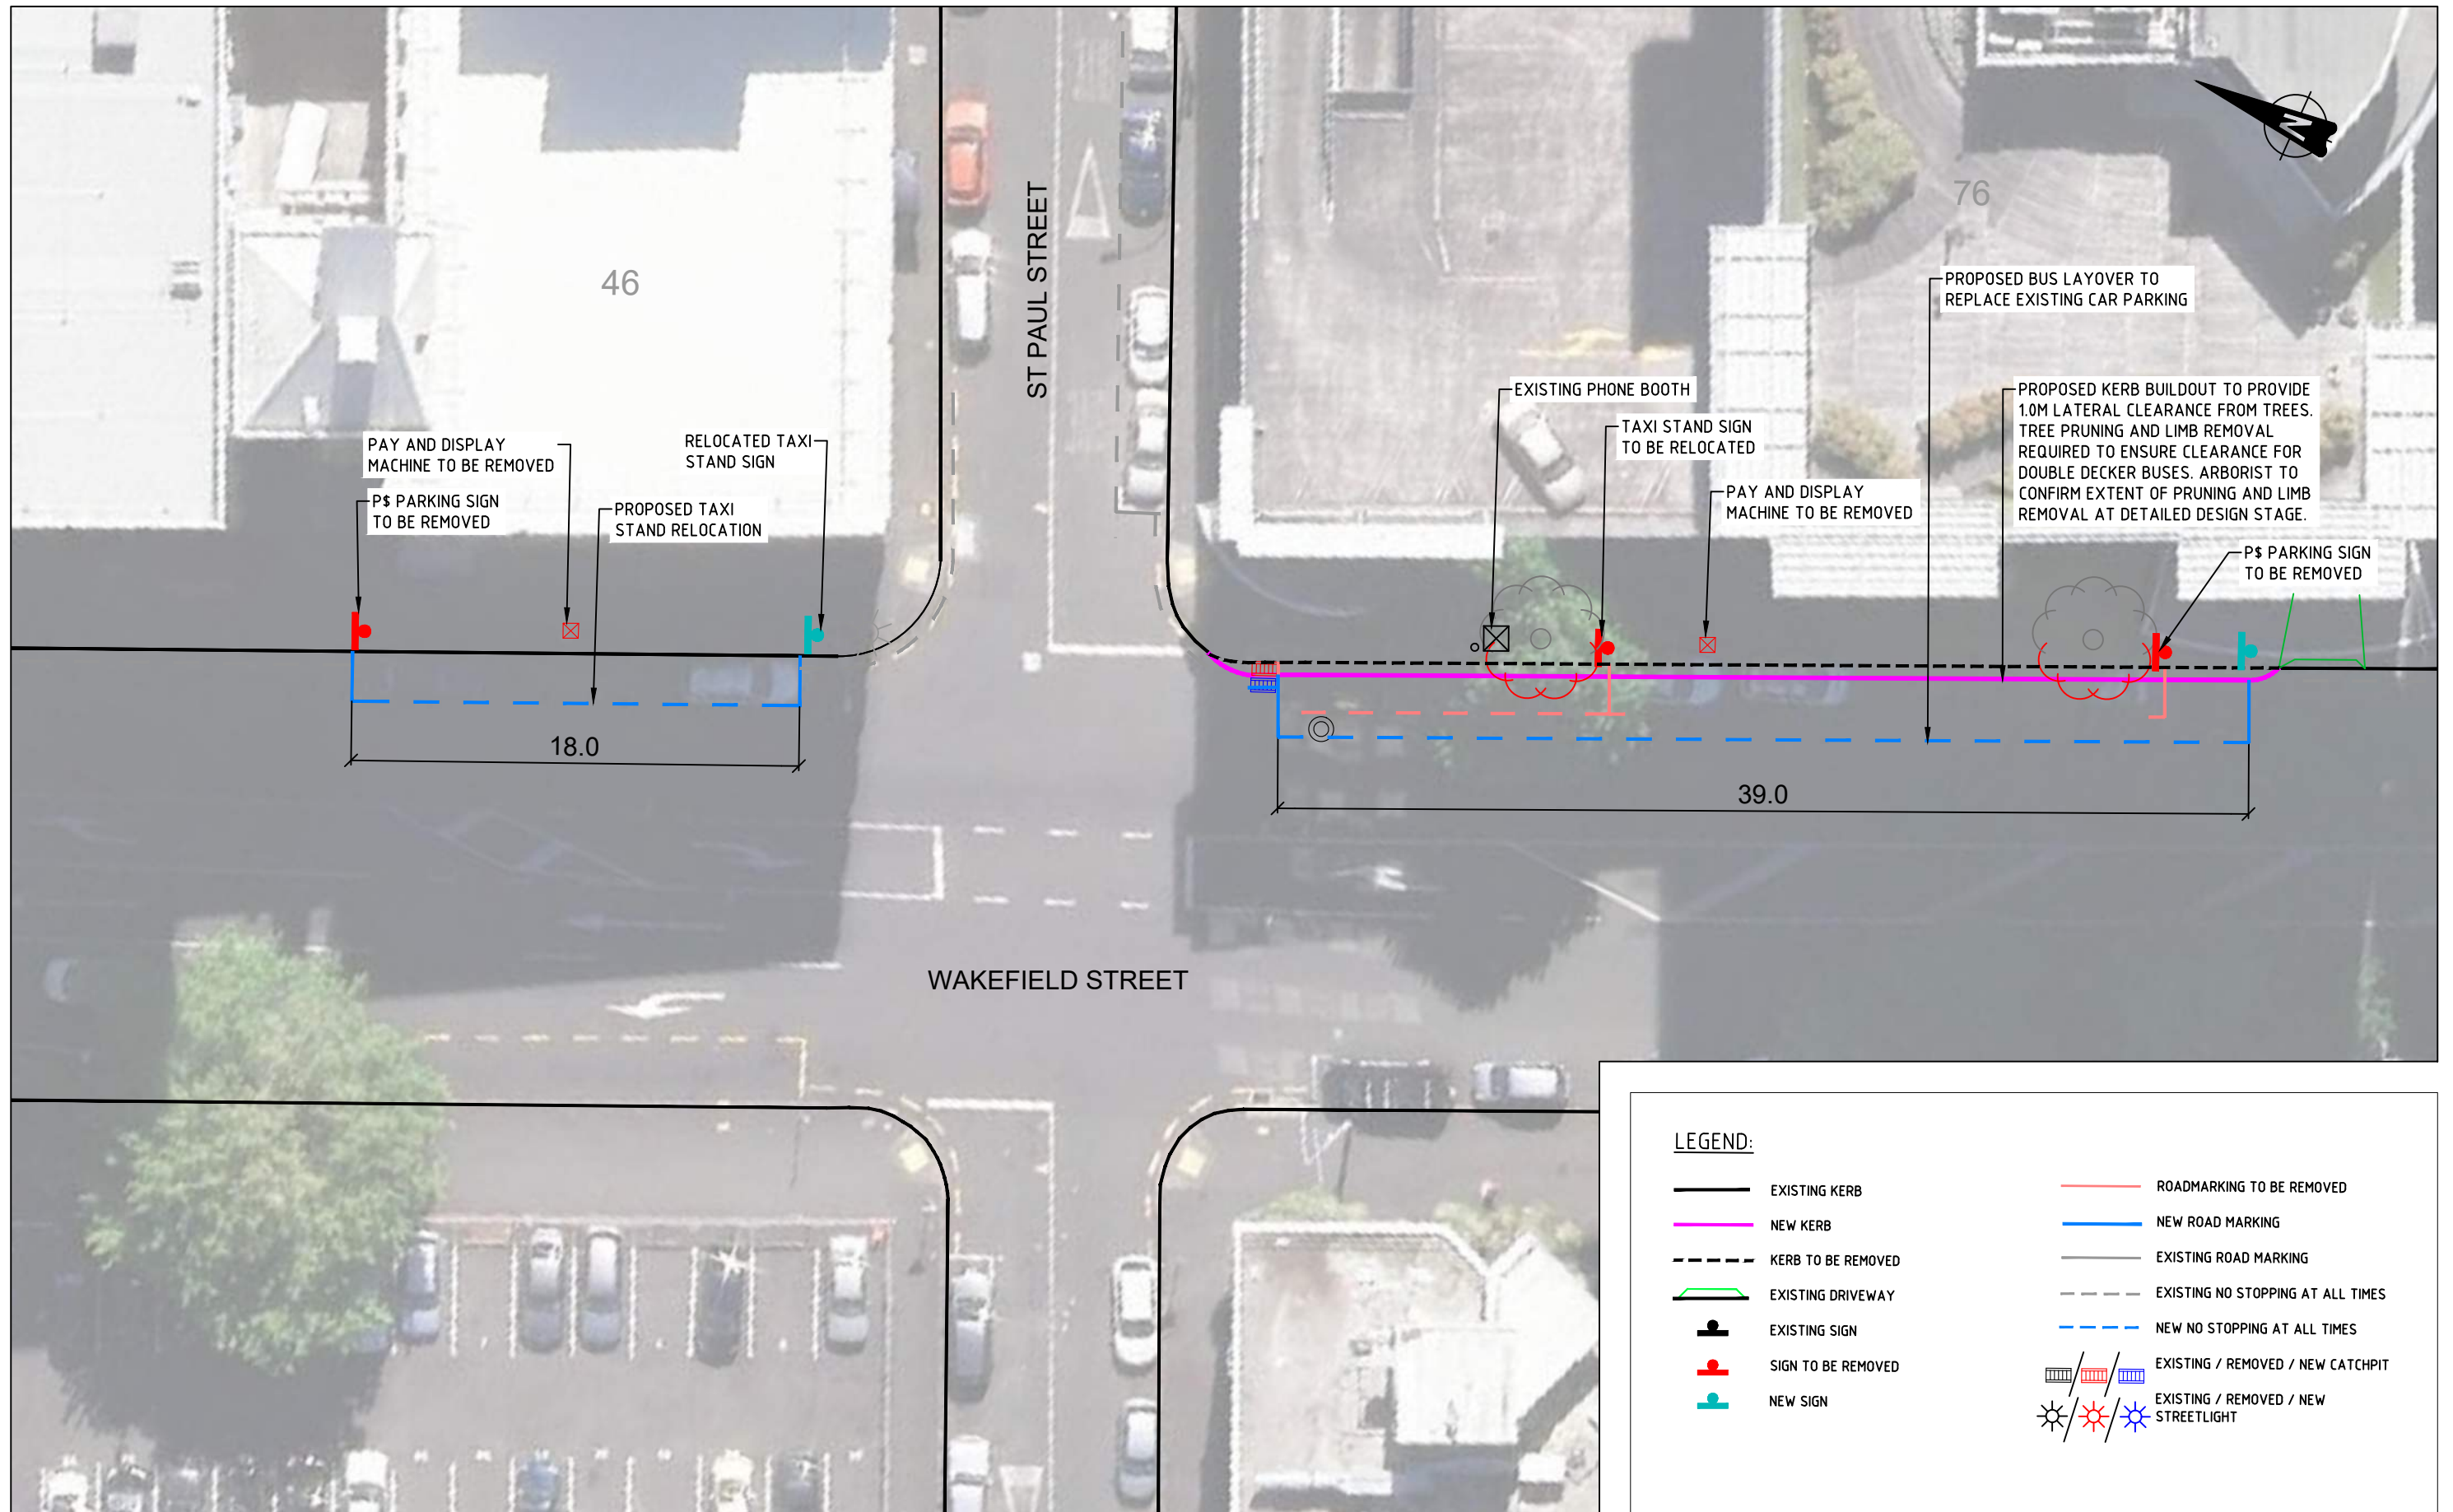 N
76
46
ST PAUL STREET
PROPOSED BUS LAYOVER TO
REPLACE EXISTING CAR PARKING
EXISTING PHONE BOOTH
PROPOSED KERB BUILDOUT TO PROVIDE
1.0M LATERAL CLEARANCE FROM TREES.
TREE PRUNING AND LIMB REMOVAL
REQUIRED TO ENSURE CLEARANCE FOR
DOUBLE DECKER BUSES. ARBORIST TO
CONFIRM EXTENT OF PRUNING AND LIMB
REMOVAL AT DETAILED DESIGN STAGE.
TAXI STAND SIGN
TO BE RELOCATED
PAY AND DISPLAY
MACHINE TO BE REMOVED
RELOCATED TAXI
STAND SIGN
P$ PARKING SIGN
TO BE REMOVED
PROPOSED TAXI
STAND RELOCATION
PAY AND DISPLAY
MACHINE TO BE REMOVED
P$ PARKING SIGN
TO BE REMOVED
18.0
39.0
WAKEFIELD STREET
LEGEND:
EXISTING KERB
NEW KERB
KERB TO BE REMOVED
EXISTING DRIVEWAY
EXISTING SIGN
SIGN TO BE REMOVED
NEW SIGN
ROADMARKING TO BE REMOVED
NEW ROAD MARKING
EXISTING ROAD MARKING
EXISTING NO STOPPING AT ALL TIMES
NEW NO STOPPING AT ALL TIMES
EXISTING / REMOVED / NEW CATCHPIT
EXISTING / REMOVED / NEW
STREETLIGHT